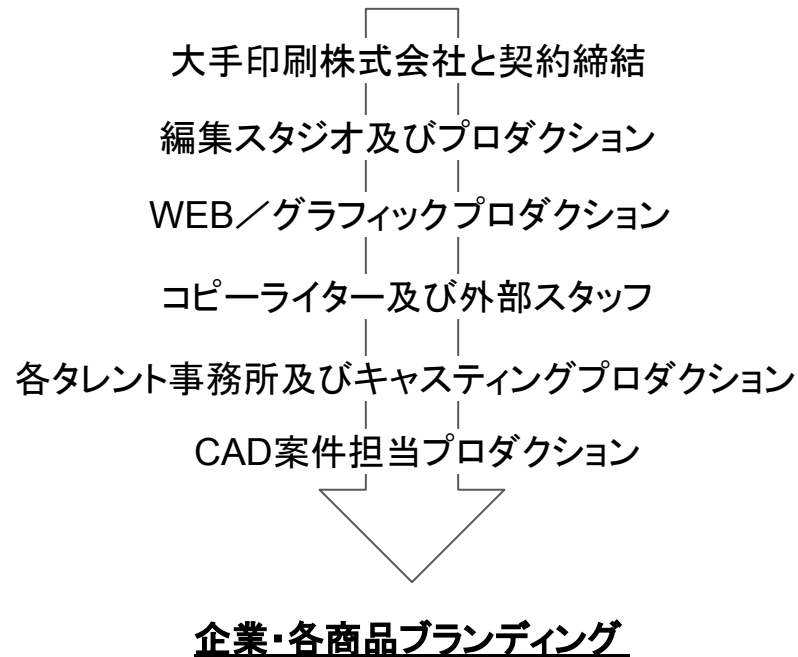 大手印刷株式会社と契約締結
編集スタジオ及びプロダクション
WEB／グラフィックプロダクション
コピーライター及び外部スタッフ
各タレント事務所及びキャスティングプロダクション
CAD案件担当プロダクション
企業・各商品ブランディング